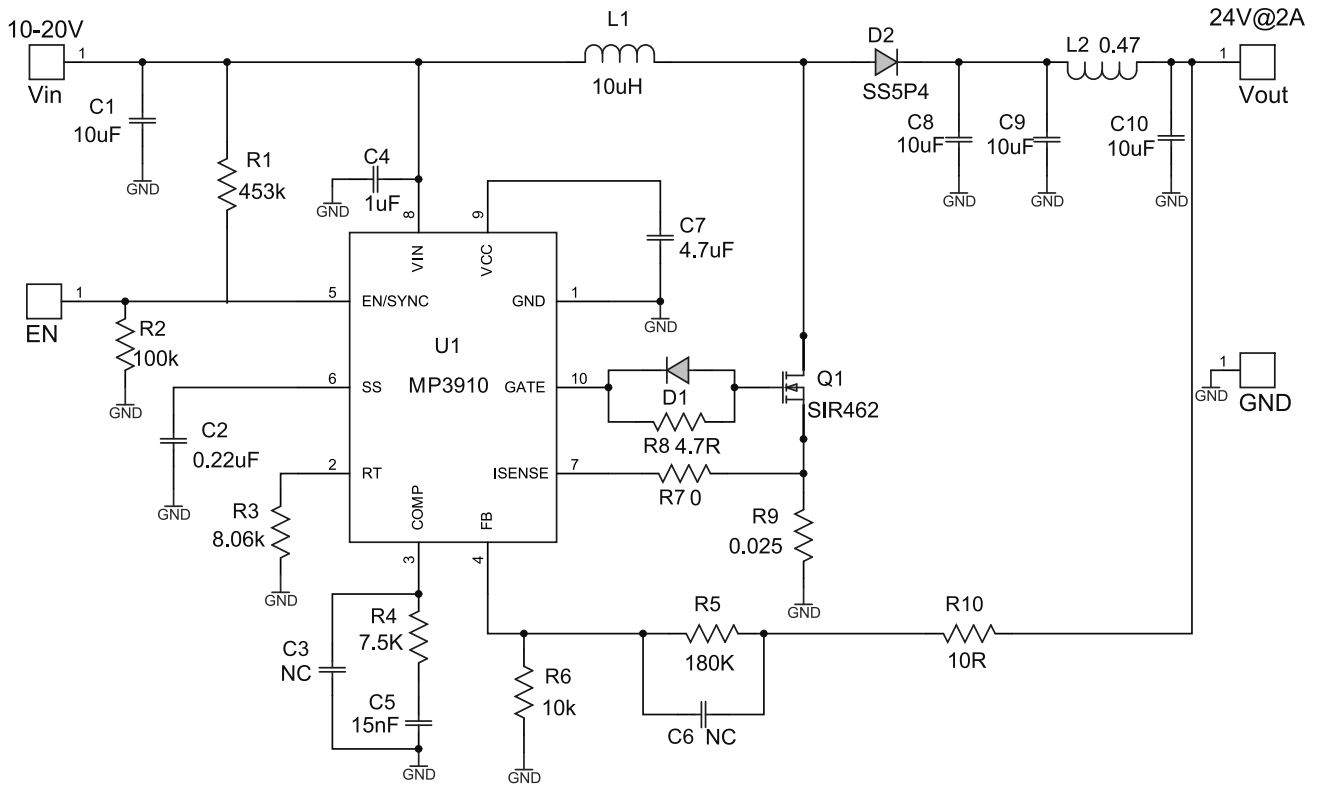 10-20V
1
Vin
C1
10uF
GND
R1
453k
C4
1uF
GND
L1
10uH
D2
SS5P4
L2 0.47
24V@2A
1
Vout
C8
10uF
GND
C9
10uF
GND
C10
10uF
GND
8
VIN
9
VCC
C7
4.7uF
GND
1
EN
5
EN/SYNC
GND
1
R2
100k
GND
U1
MP3910
6
SS
GATE
10
D1
R8 4.7R
Q1
SIR462
1
GND
GND
C2
0.22uF
GND
2
RT
ISENSE
7
R7 0
R3
8.06k
GND
COMP
3
FB
4
R9
0.025
GND
R4
7.5K
C3
NC
C5
15nF
GND
R6
10k
GND
R5
180K
C6 NC
R10
10R